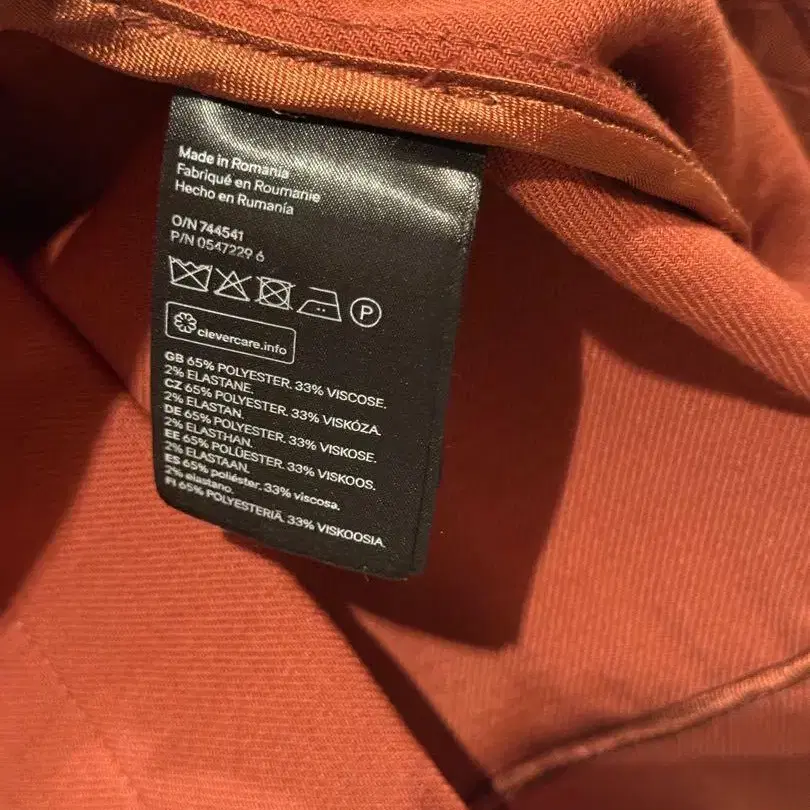 Made in Romania
Fabriqué en Roumanie
Hecho en Rumanía
O/N 744541
P/N 0547229 6
P
clevercare.info
GB 65% POLYESTER. 33% VISCOSE.
2% ELASTANE
CZ 65% POLYESTER. 33% VISKÓZA.
2% ELASTAN.
DE 65% POLYESTER. 33% VISKOSE.
2% ELASTHAN.
EE 65% POLÜESTER. 33% VISKOOS.
2% ELASTAAN.
ES 65% poliéster. 33% viscosa.
2% elastano.
FI 65% POLYESTERIÄ. 33% VISKOOSIA.